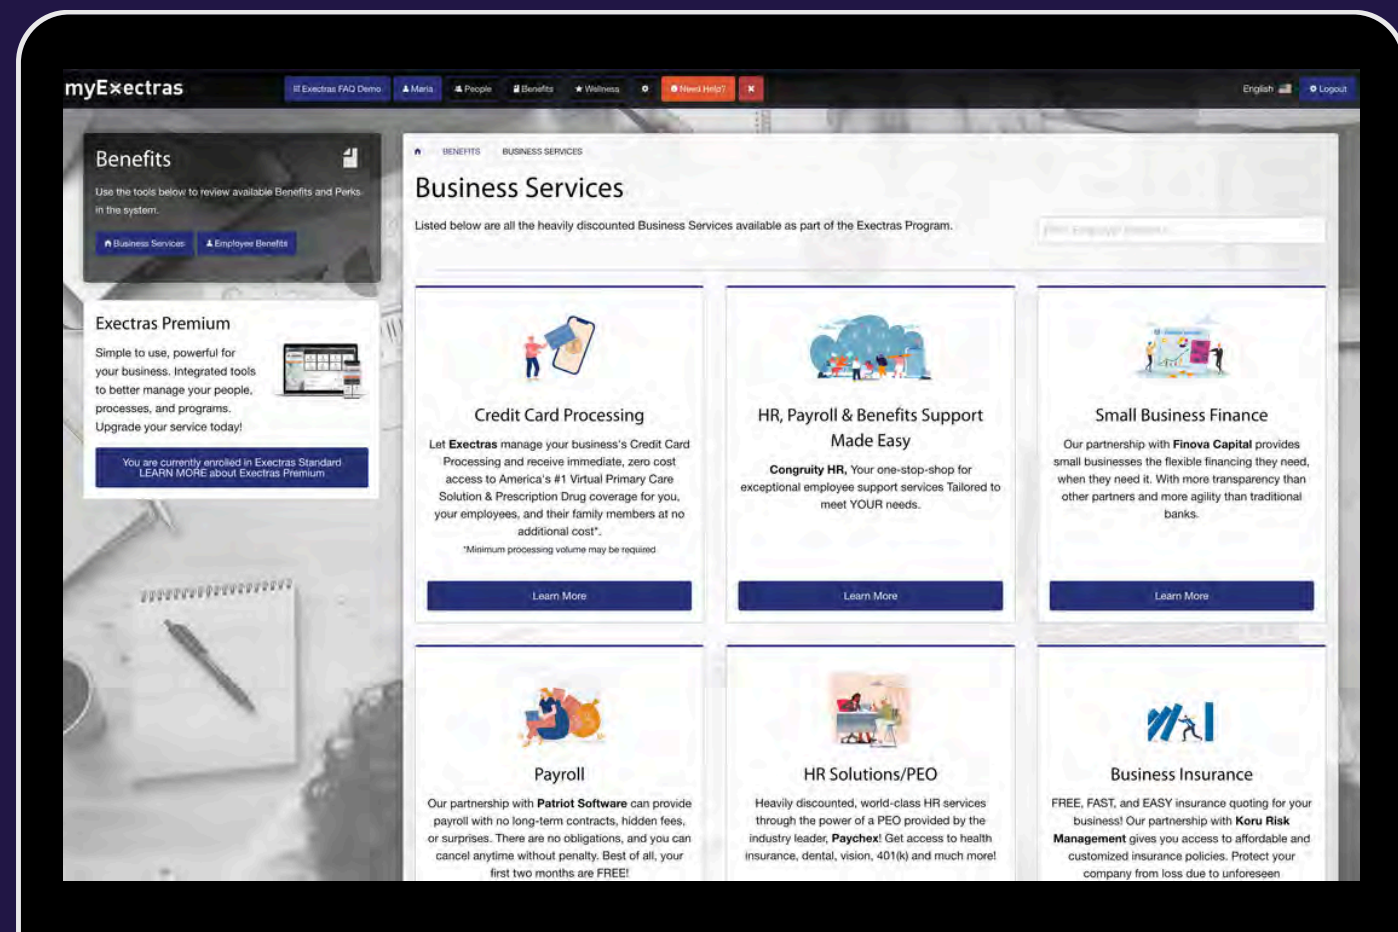 myExectras
Exectras FAQ Demo
Maria
People
Benefits
Wellness
Need Help?
English
Logout
Benefits
Use the tools below to review available Benefits and Perks
in the system.
Business Services
Employee Benefits
Exectras Premium
Simple to use, powerful for
your business. Integrated tools
to better manage your people,
processes, and programs.
Upgrade your service today!
You are currently enrolled in Exectras Standard
LEARN MORE about Exectras Premium
BENEFITS BUSINESS SERVICES
Business Services
Listed below are all the heavily discounted Business Services available as part of the Exectras Program.
Credit Card Processing
Let Exectras manage your business's Credit Card
Processing and receive immediate, zero cost
access to America's #1 Virtual Primary Care
Solution & Prescription Drug coverage for you,
your employees, and their family members at no
additional cost*.
*Minimum processing volume may be required
Learn More
HR, Payroll & Benefits Support
Made Easy
Congruity HR, Your one-stop-shop for
exceptional employee support services Tailored to
meet YOUR needs.
Learn More
Small Business Finance
Our partnership with Finova Capital provides
small businesses the flexible financing they need,
when they need it. With more transparency than
other partners and more agility than traditional
banks.
Learn More
Payroll
Our partnership with Patriot Software can provide
payroll with no long-term contracts, hidden fees,
or surprises. There are no obligations, and you can
cancel anytime without penalty. Best of all, your
first two months are FREE!
HR Solutions/PEO
Heavily discounted, world-class HR services
through the power of a PEO provided by the
industry leader, Paychex! Get access to health
insurance, dental, vision, 401(k) and much more!
Business Insurance
FREE, FAST, and EASY insurance quoting for your
business! Our partnership with Koru Risk
Management gives you access to affordable and
customized insurance policies. Protect your
company from loss due to unforeseen